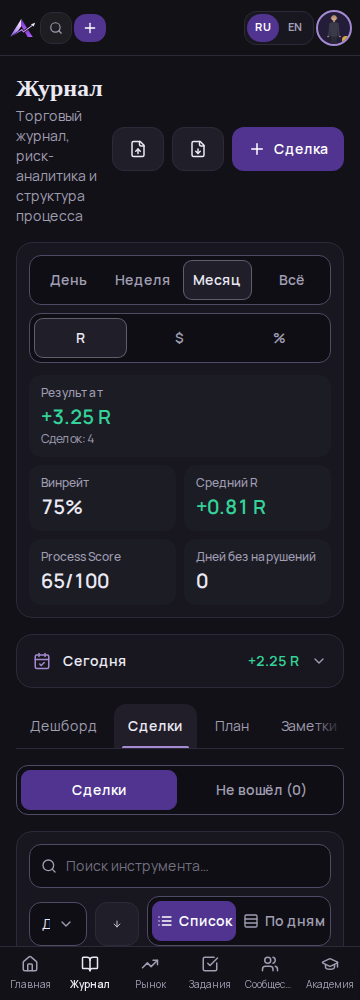 RU EN
Журнал
Торговый
журнал,
риск-
аналитика и
структура
процесса
Сделка
День Неделя Месяц Всё
R $ %
Результат
+3.25 R
Сделок: 4
Винрейт Средний R
75% +0.81 R
Process Score Дней без нарушений
65/100 0
Сегодня +2.25 R
Дешборд Сделки План Заметки
Сделки Не вошёл (0)
Поиск инструмента...
Список По дням
Главная Журнал Рынок Задания Сообщес... Академия